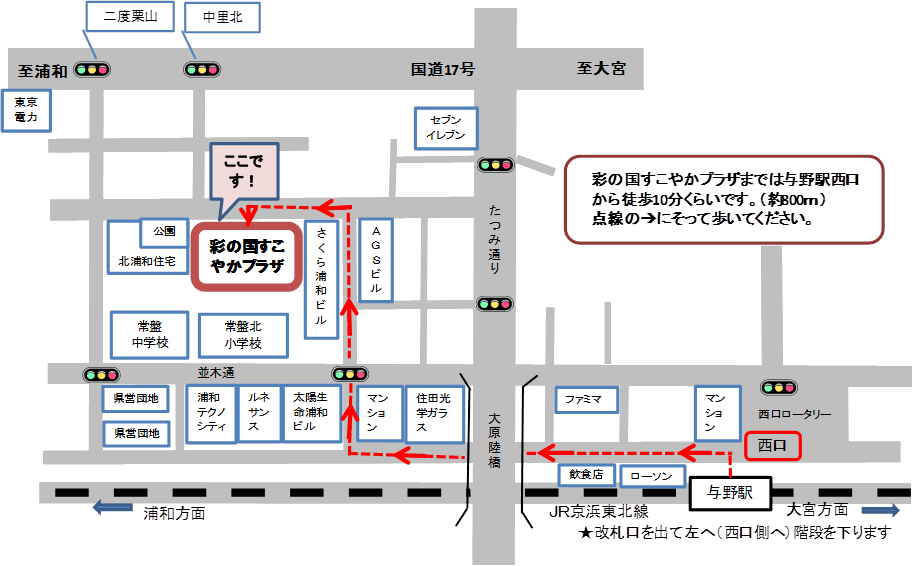 二度栗山
中里北
至浦和
国道17号
至大宮
東京
電力
セブン
イレブン
ここで
す!
彩の国すこやかプラザまでは与野駅西口
から徒歩10分くらいです。(約800m)
点線の→にそって歩いてください。
たつみ通り
公園
北浦和住宅
彩の国すこ
やかプラザ
さくら浦和ビル
AGSビル
常盤
中学校
常盤北
小学校
並木通
県営団地
県営団地
浦和
テクノ
シティ
ルネ
サン
ス
太陽生
命浦和
ビル
マン
ション
住田光
学ガラ
ス
大原陸橋
ファミマ
マン
ション
西口ロータリー
西口
飲食店
ローソン
与野駅
浦和方面
JR京浜東北線
大宮方面
★改札口を出て左へ(西口側へ)階段を下ります